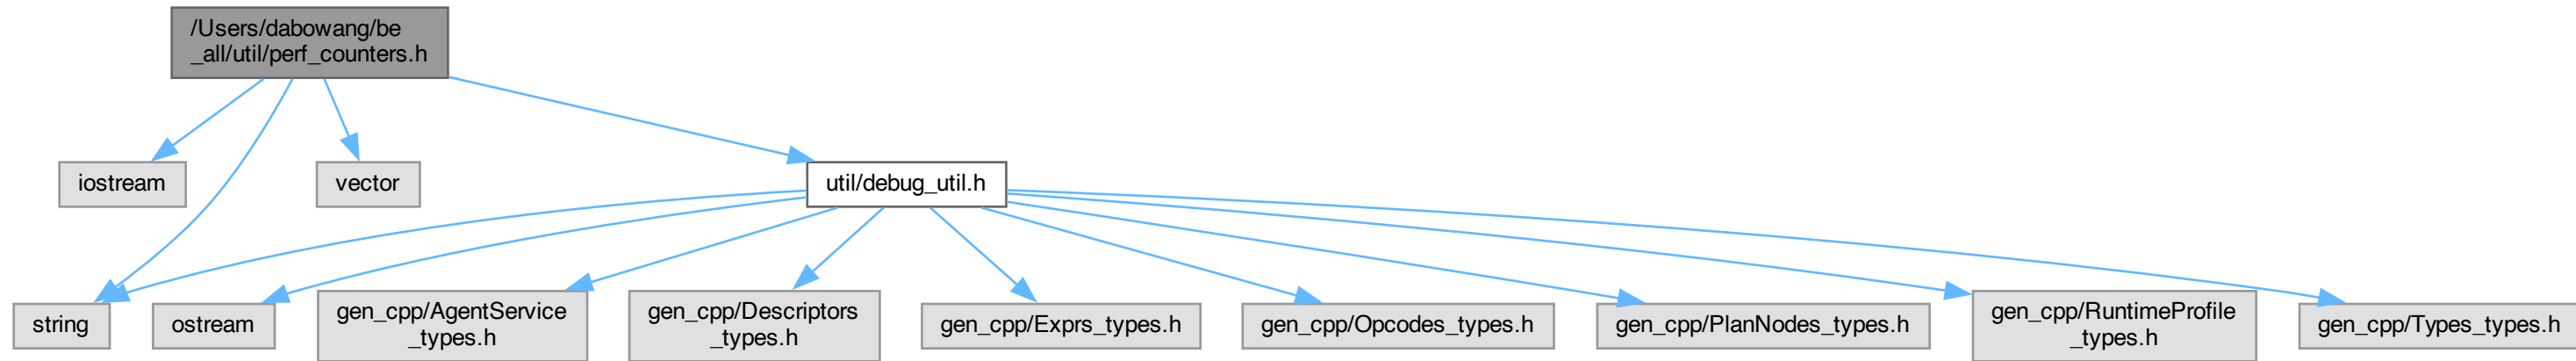 /Users/dabowang/be
_all/util/perf_counters.h
iostream
vector
util/debug_util.h
string
ostream
gen_cpp/AgentService
_types.h
gen_cpp/Descriptors
_types.h
gen_cpp/Exprs_types.h
gen_cpp/Opcodes_types.h
gen_cpp/PlanNodes_types.h
gen_cpp/RuntimeProfile
_types.h
gen_cpp/Types_types.h